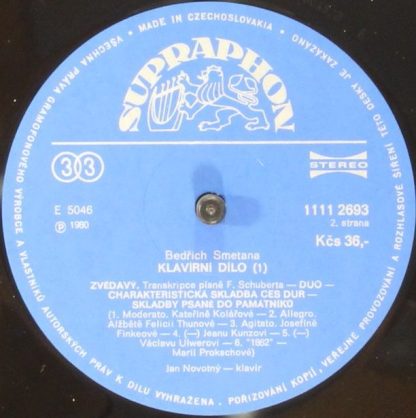 • MADE IN CZECHOSLOVAKIA •
VŠECHNA PRÁVA GRAMOFONOVÉHO VÝROBCE A VLASTNÍKŮ AUTORSKÝCH PRÁV K DÍLU VYHRAZENA. POŘIZOVÁNÍ KOPIÍ, VEŘEJNÉ PROVOZOVÁNÍ A ROZHLASOVÉ ŠÍŘENÍ TÉTO DESKY JE ZAKÁZÁNO
SUPRAPHON
33
STEREO
E 5046
1111 2693
Ⓟ 1980
2. strana
Kčs 36,-
Bedřich Smetana
KLAVÍRNÍ DÍLO (1)
ZVĚDAVÝ. Transkripce písně F. Schuberta — DUO —
CHARAKTERISTICKÁ SKLADBA CES DUR —
SKLADBY PSANÉ DO PAMÁTNÍKŮ
(1. Moderato. Kateřině Kolářové — 2. Allegro.
Alžbětě Felicii Thunové — 3. Agitato. Josefině
Finkeové — 4. (—) Jeanu Kunzovi — 5. (—)
Václavu Ulwerovi — 6. "1862" —
Marii Prokschové)
Jan Novotný — klavír